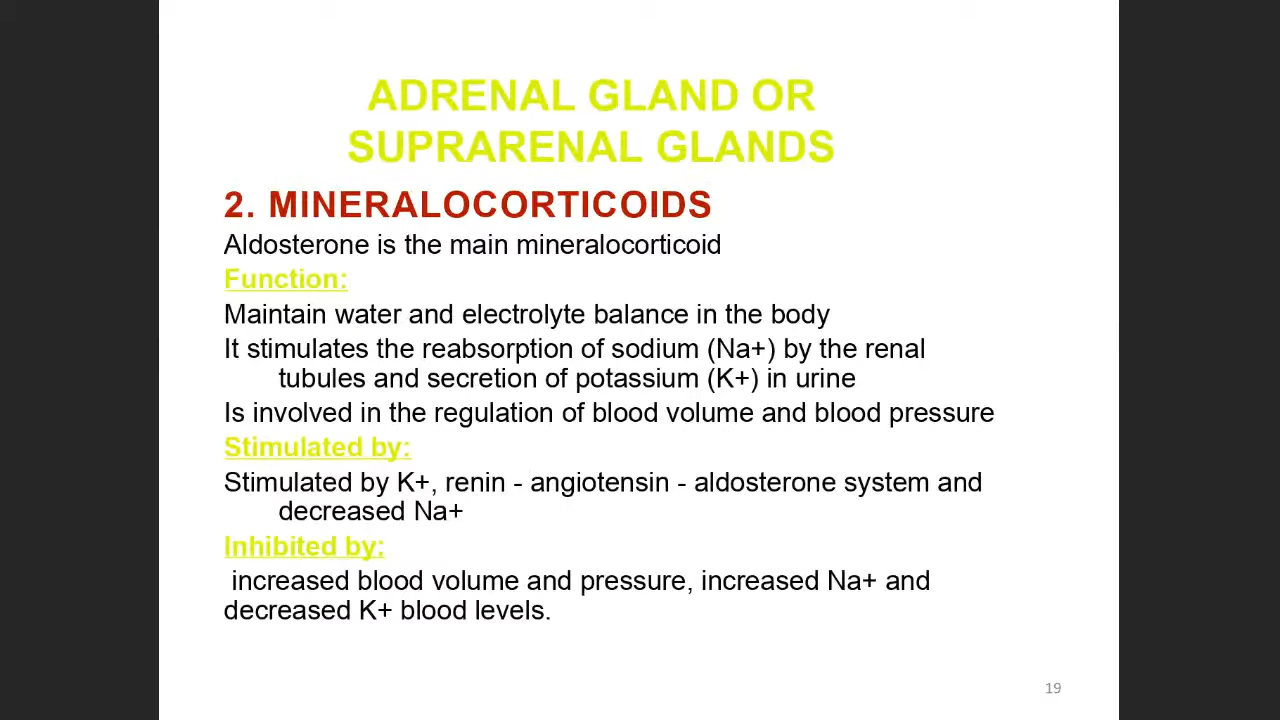 ADRENAL GLAND OR
SUPRARENAL GLANDS
2. MINERALOCORTICOIDS
Aldosterone is the main mineralocorticoid
Function:
Maintain water and electrolyte balance in the body
It stimulates the reabsorption of sodium (Na+) by the renal
tubules and secretion of potassium (K+) in urine
Is involved in the regulation of blood volume and blood pressure
Stimulated by:
Stimulated by K+, renin - angiotensin - aldosterone system and
decreased Na+
Inhibited by:
increased blood volume and pressure, increased Na+ and
decreased K+ blood levels.
19